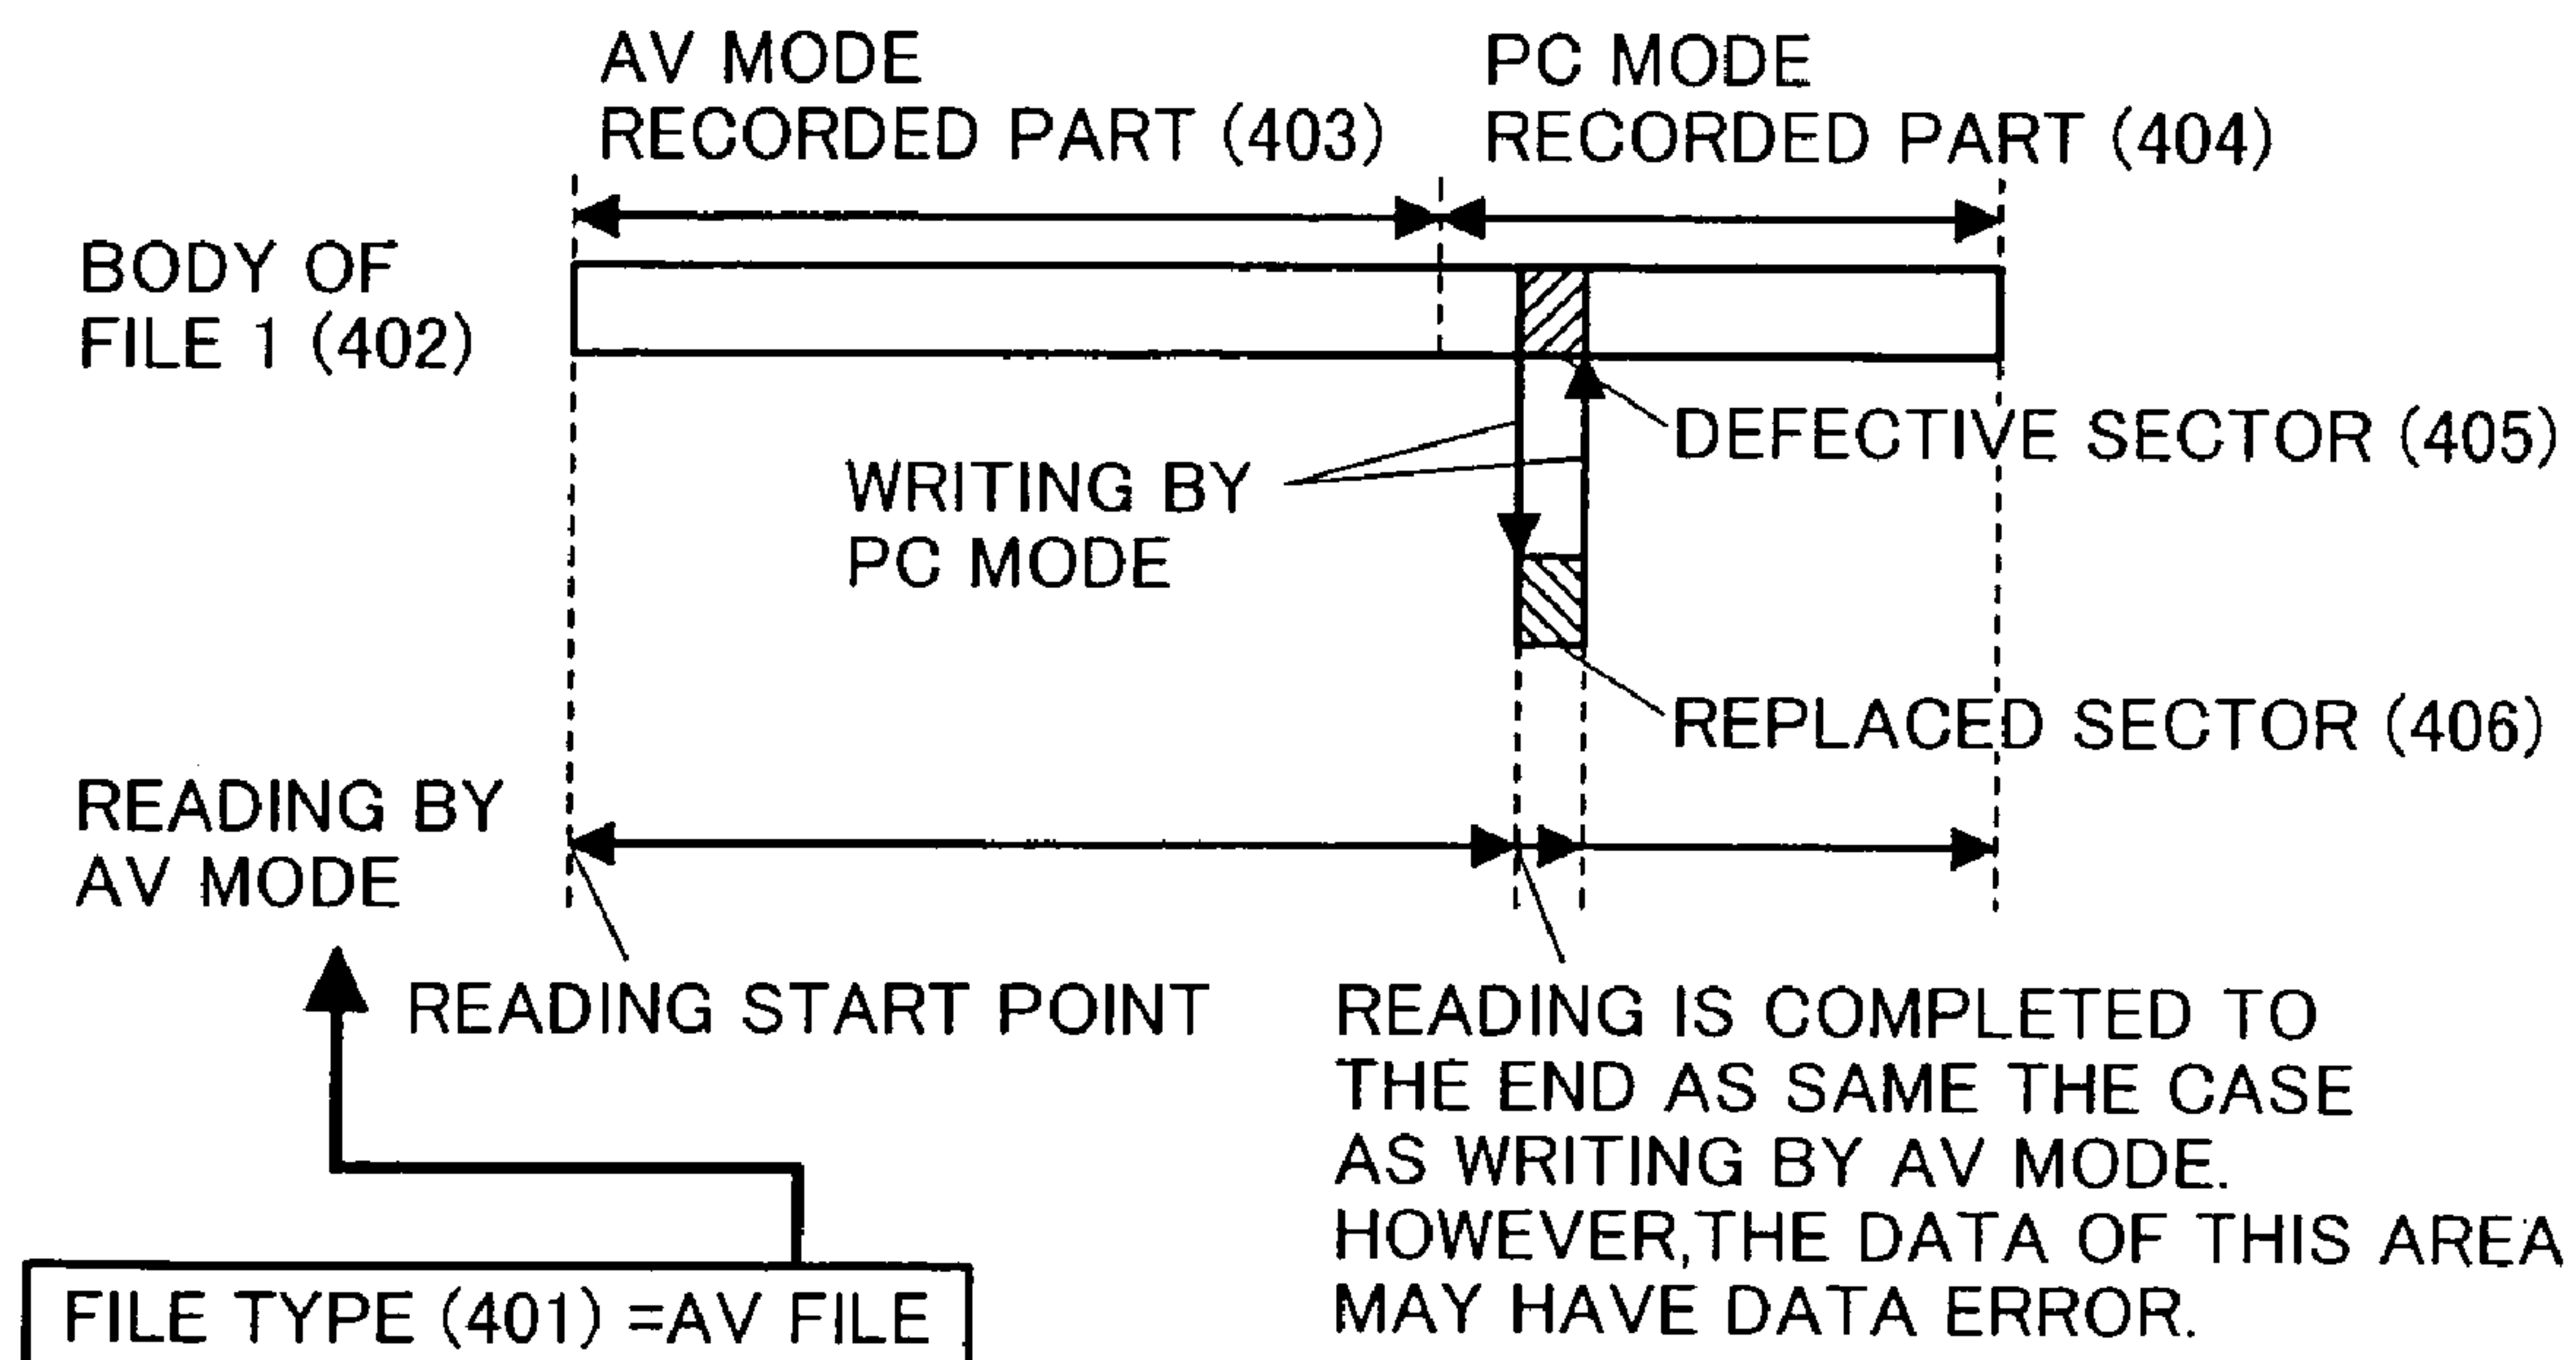 AV MODE
RECORDED PART (403)
PC MODE
RECORDED PART (404)
BODY OF
FILE 1 (402)
DEFECTIVE SECTOR (405)
WRITING BY
PC MODE
REPLACED SECTOR (406)
READING BY
AV MODE
READING START POINT
READING IS COMPLETED TO
THE END AS SAME THE CASE
AS WRITING BY AV MODE.
HOWEVER,THE DATA OF THIS AREA
MAY HAVE DATA ERROR.
FILE TYPE (401) =AV FILE